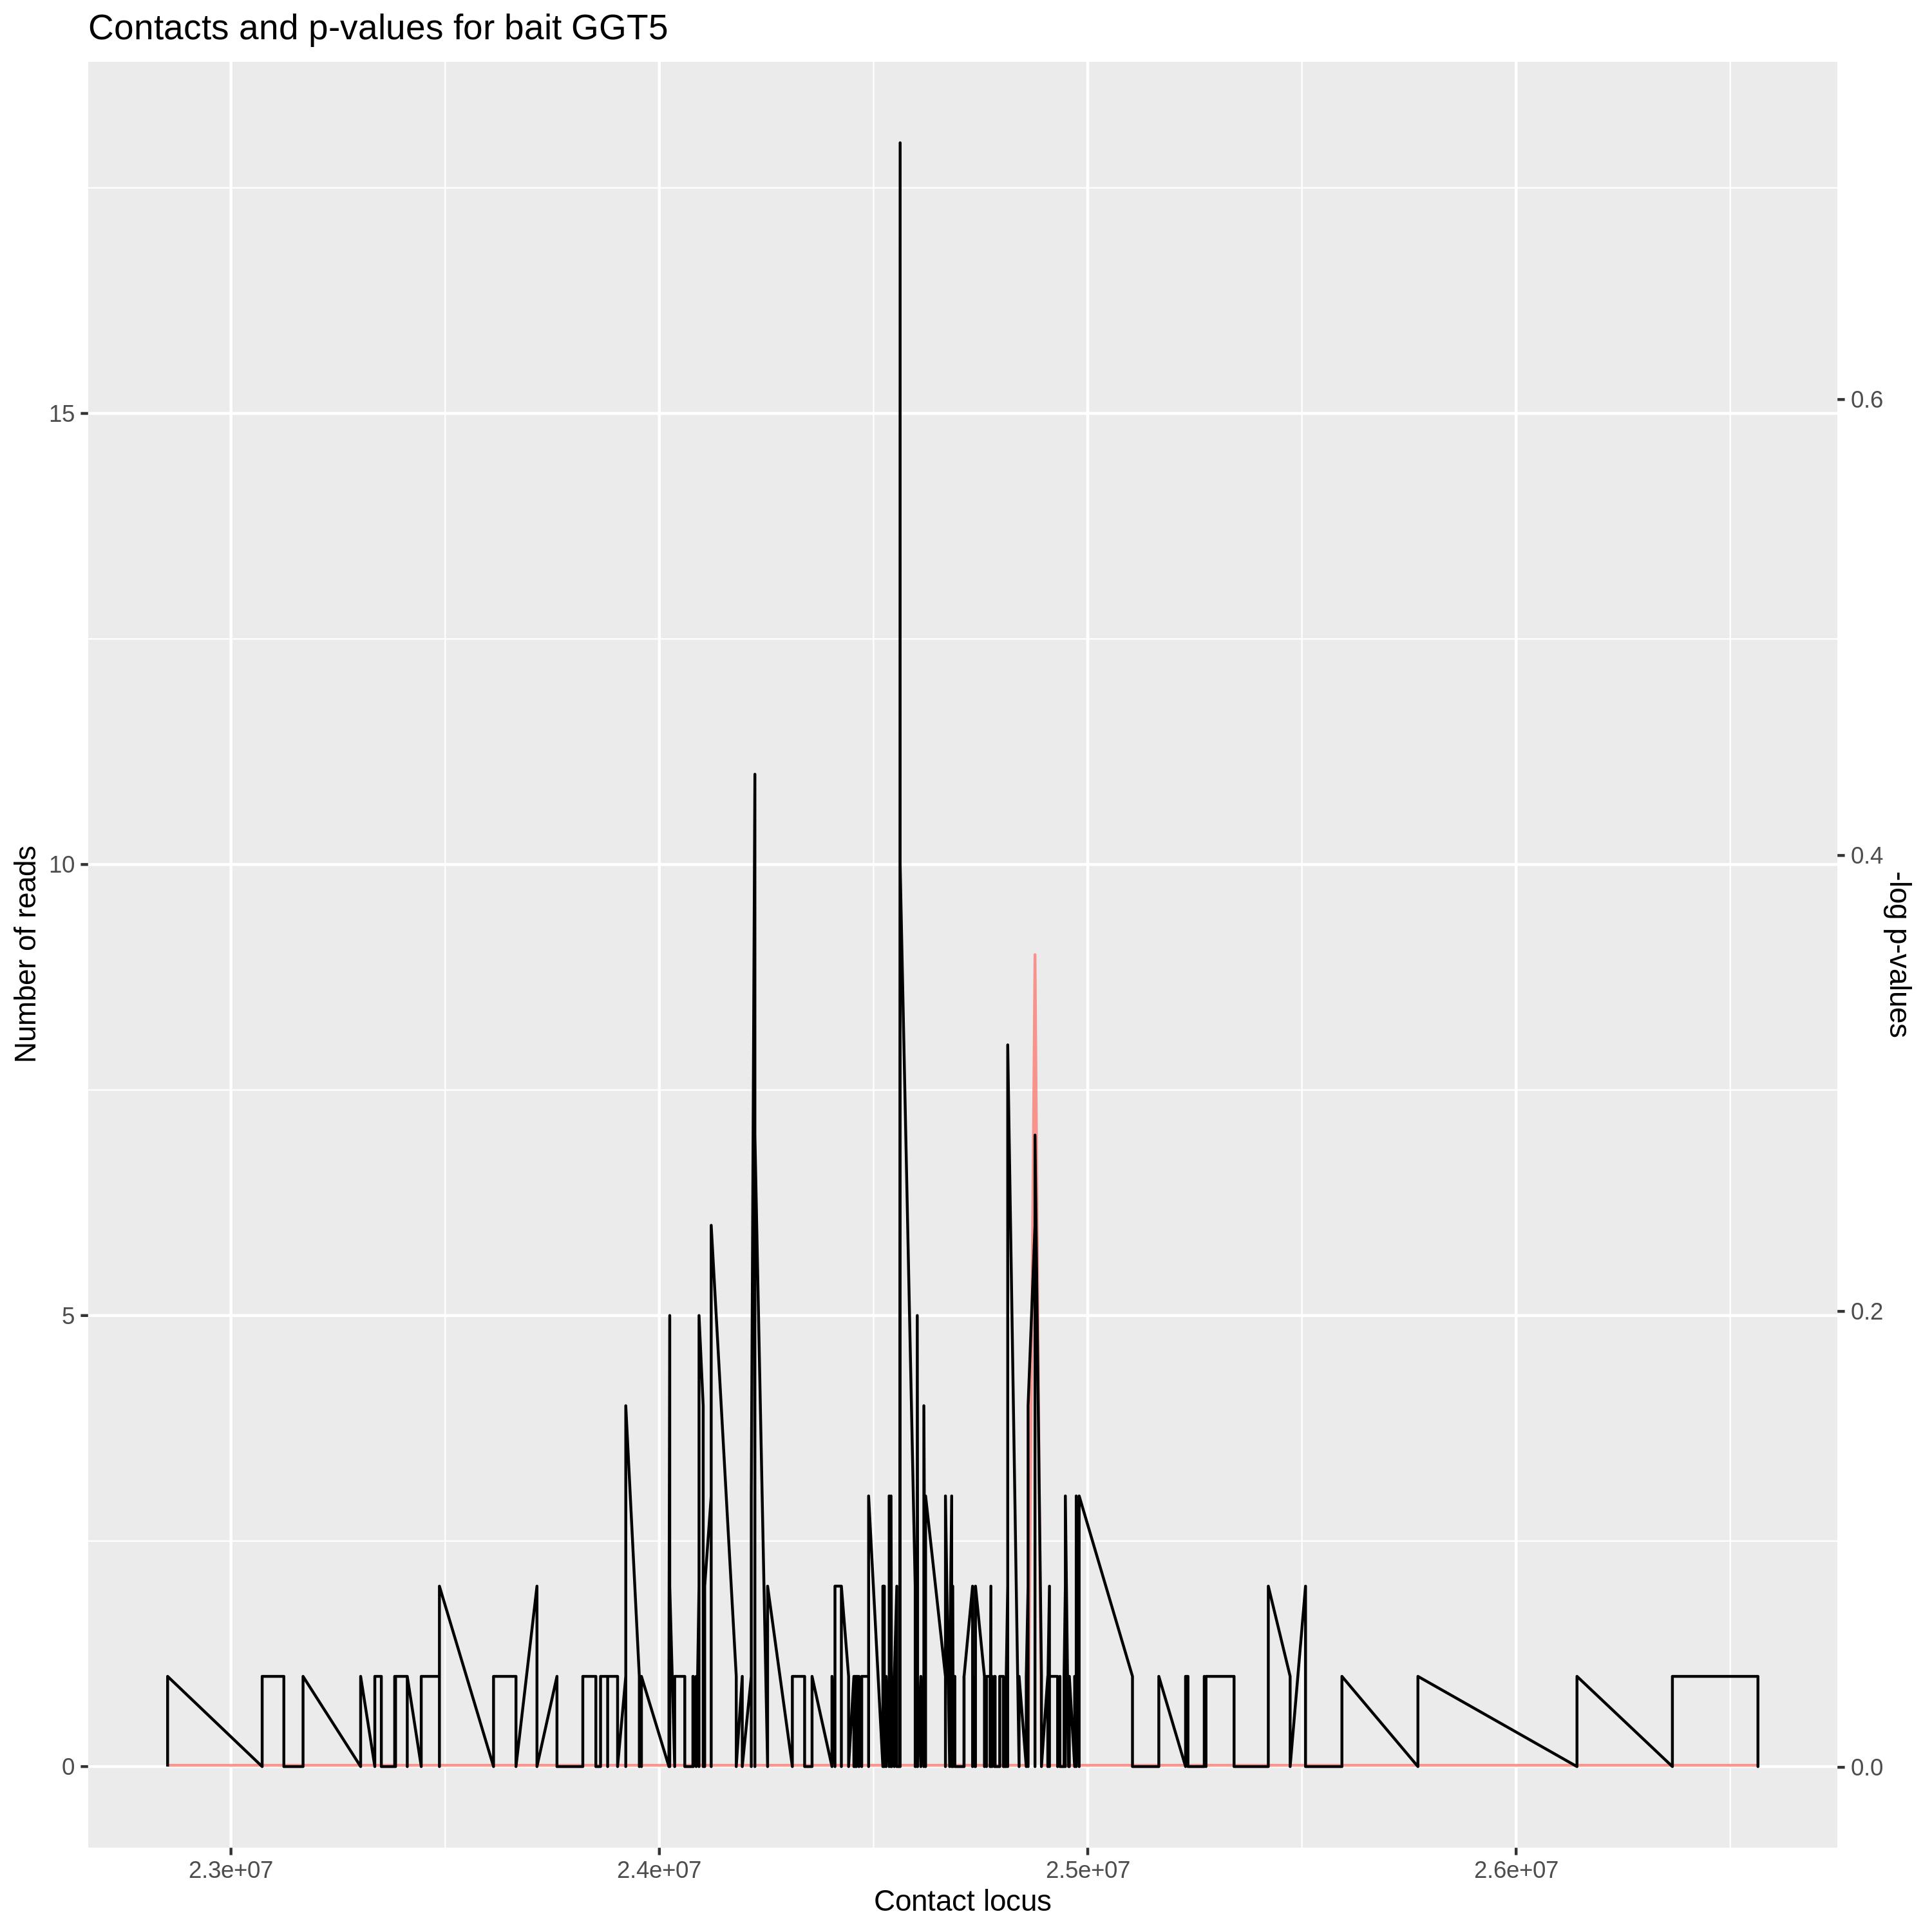 Contacts and p-values for bait GGT5
15
10
5
0
Number of reads
0.6
0.4
0.2
0.0
-log p-values
2.3e+07
2.4e+07
2.5e+07
2.6e+07
Contact locus